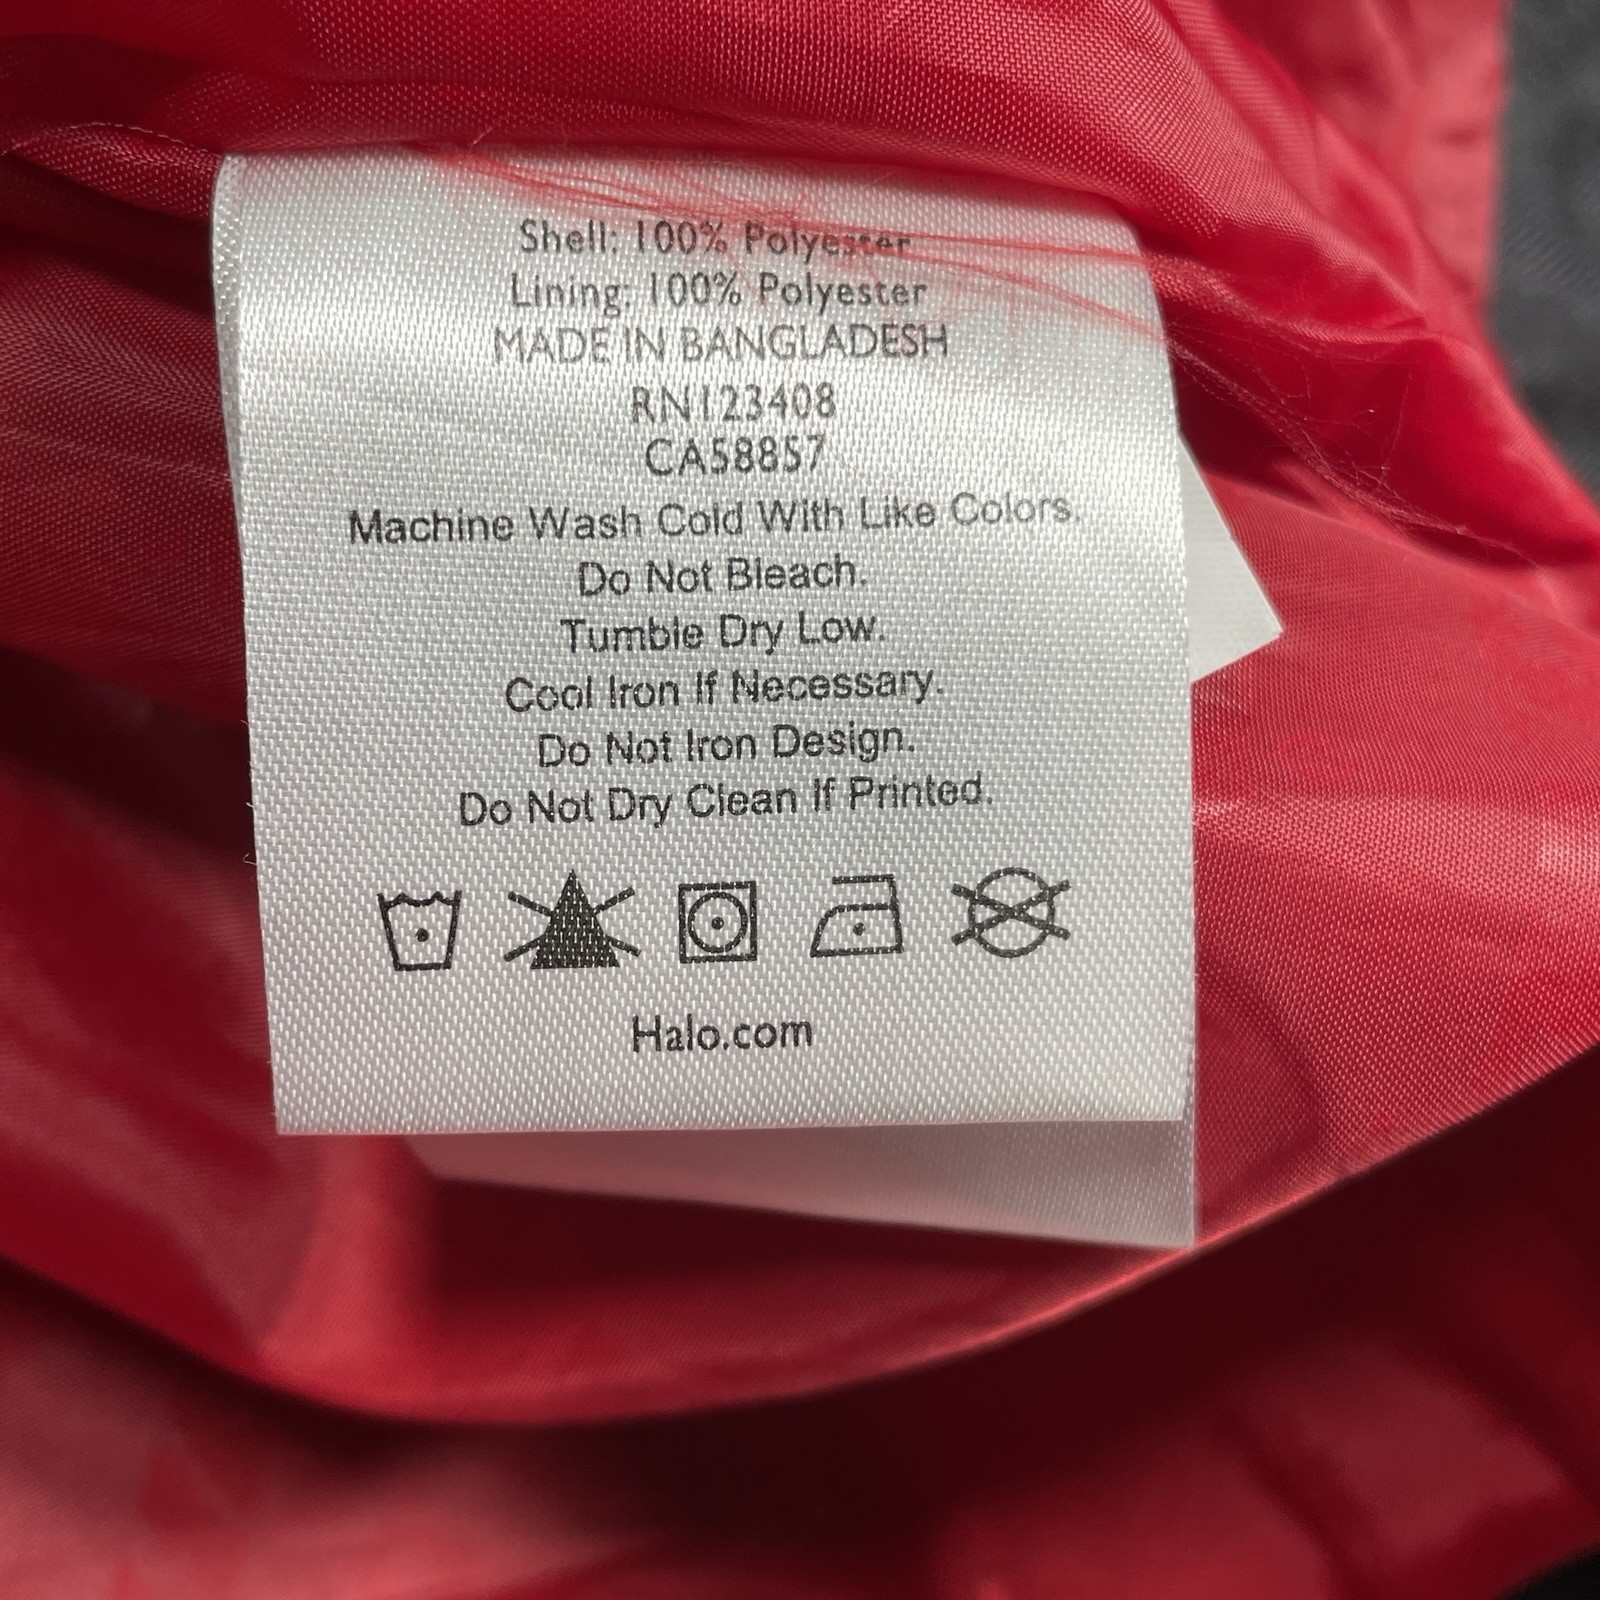 Shell: 100% Polyester
Lining: 100% Polyester
MADE IN BANGLADESH
RN123408
CA58857
Machine Wash Cold With Like Colors.
Do Not Bleach.
Tumble Dry Low.
Cool Iron If Necessary.
Do Not Iron Design.
Do Not Dry Clean If Printed.
Halo.com